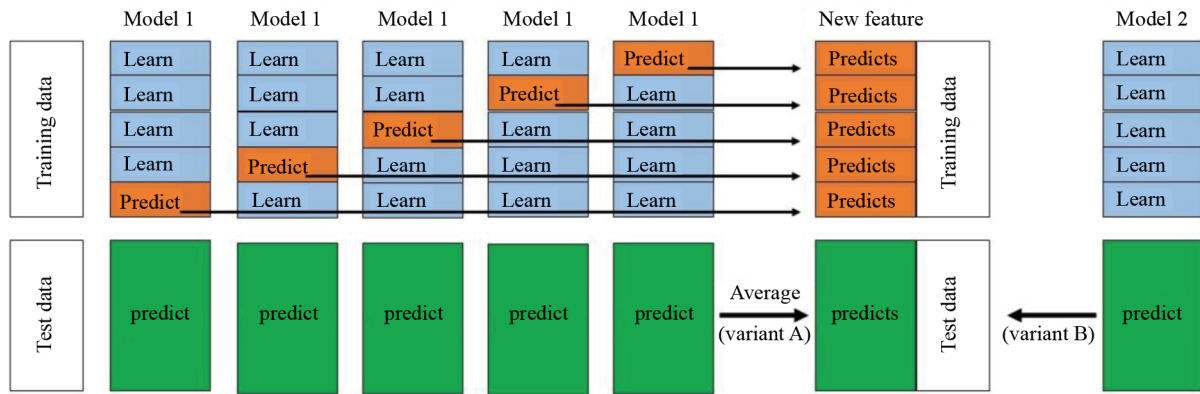 Model 1 Model 1 Model 1 Model 1 Model 1 New feature Model 2
Training data
Learn Learn Learn Learn Predict Predicts Learn
Learn Learn Learn Predict Learn Predicts Learn
Learn Learn Predict Learn Learn Predicts Learn
Learn Predict Learn Learn Learn Predicts Learn
Predict Learn Learn Learn Learn Predicts Learn
Training data
Test data
predict predict predict predict predict
Average
(variant A)
predicts
Test data
(variant B)
predict